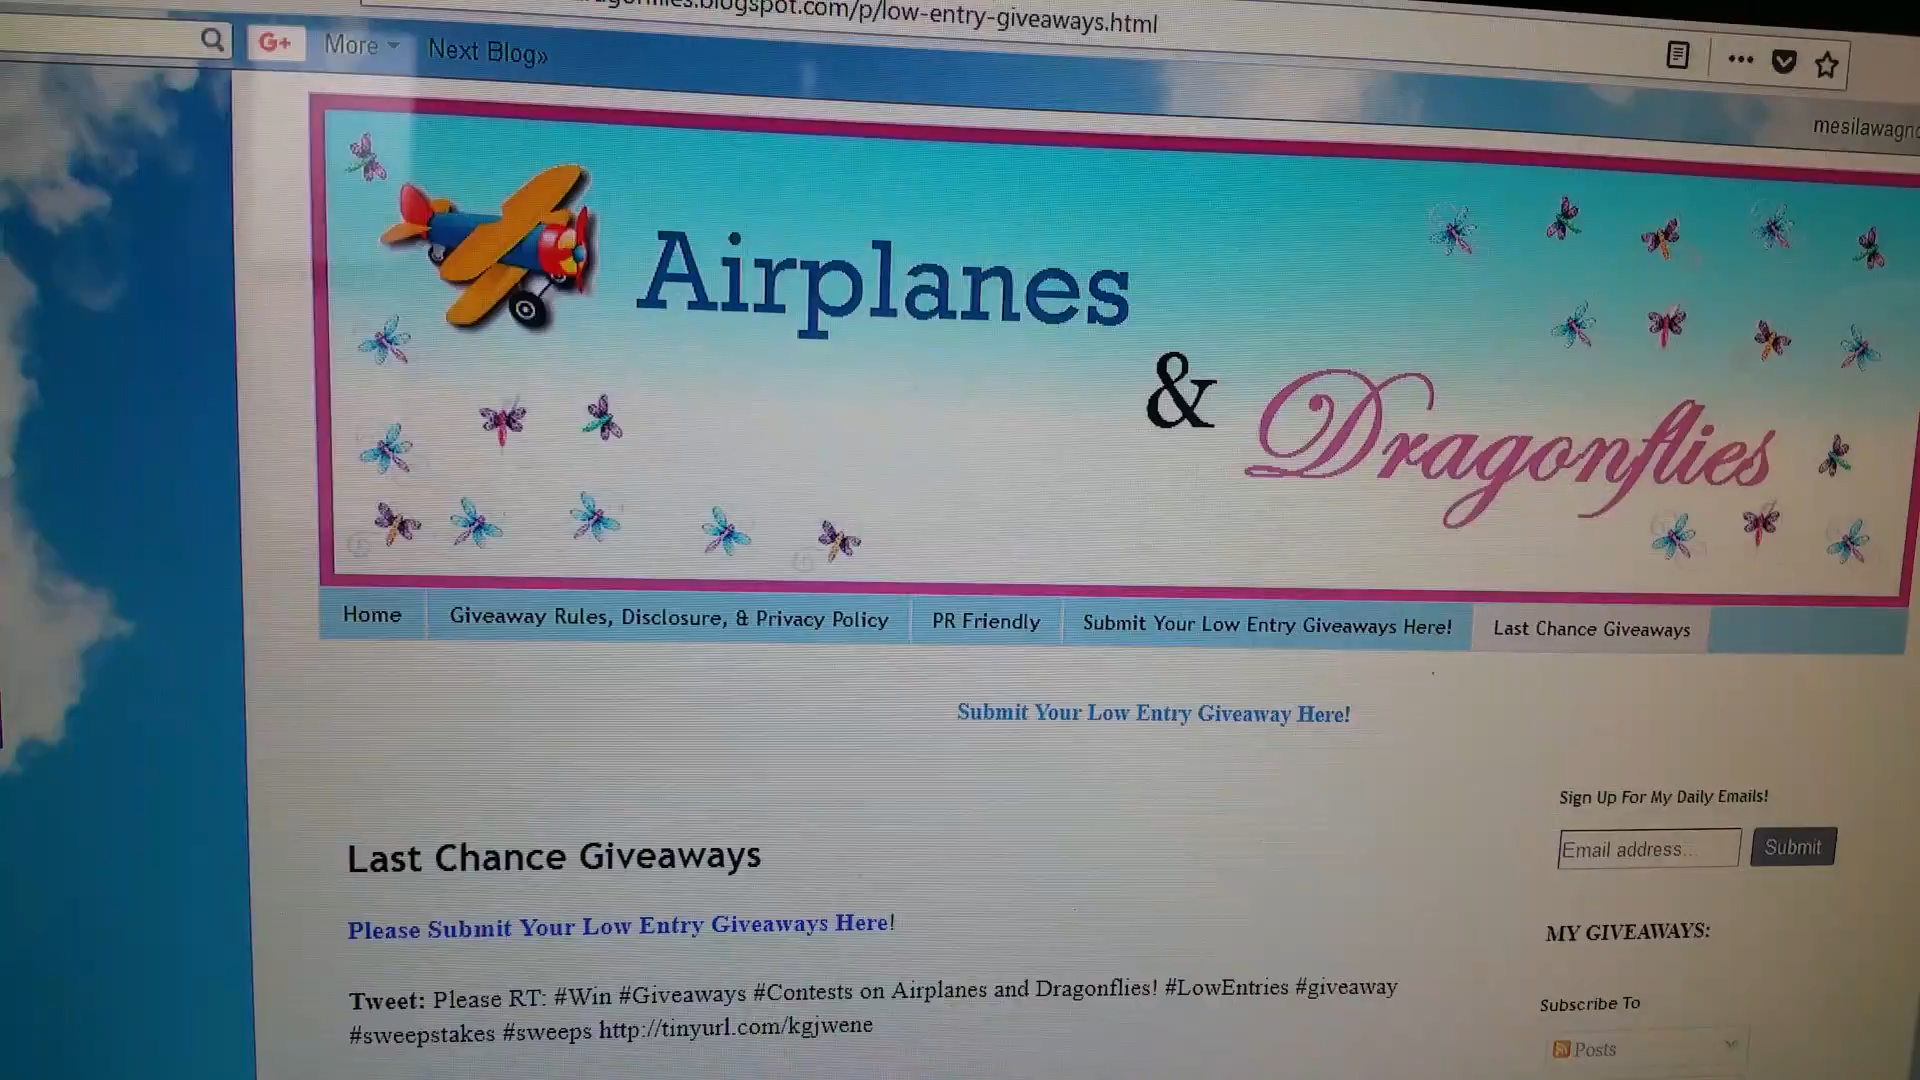 .blogspot.com/p/low-entry-giveaways.html
G+ More Next Blog»
mesilawagn
Airplanes
& Dragonflies
Home Giveaway Rules, Disclosure, & Privacy Policy PR Friendly Submit Your Low Entry Giveaways Here! Last Chance Giveaways
Submit Your Low Entry Giveaway Here!
Sign Up For My Daily Emails!
Email address... Submit
Last Chance Giveaways
Please Submit Your Low Entry Giveaways Here!
MY GIVEAWAYS:
Tweet: Please RT: #Win #Giveaways #Contests on Airplanes and Dragonflies! #LowEntries #giveaway
#sweepstakes #sweeps http://tinyurl.com/kgjwene
Subscribe To
Posts